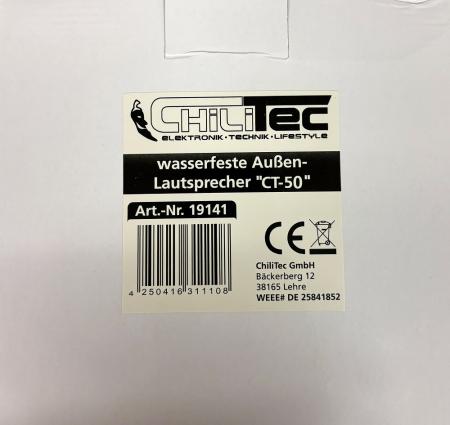 CHILITEC
ELEKTRONIK·TECHNIK·LIFESTYLE
wasserfeste Außen-
Lautsprecher "CT-50"
Art.-Nr. 19141
CE
4 250416 311108
ChiliTec GmbH
Bäckerberg 12
38165 Lehre
WEEE# DE 25841852